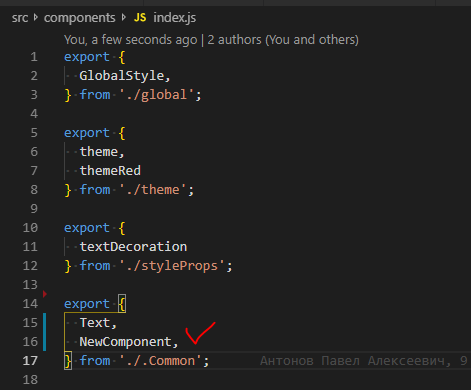 src > components > JS index.js
You, a few seconds ago | 2 authors (You and others)
1 export {
2 GlobalStyle,
3 } from './global';
4
5 export {
6 theme,
7 themeRed
8 } from './theme';
9
10 export {
11 textDecoration
12 } from './styleProps';
13
14 export {
15 Text,
16 NewComponent,
17 } from './.Common'; Антонов Павел Алексеевич, 9
18